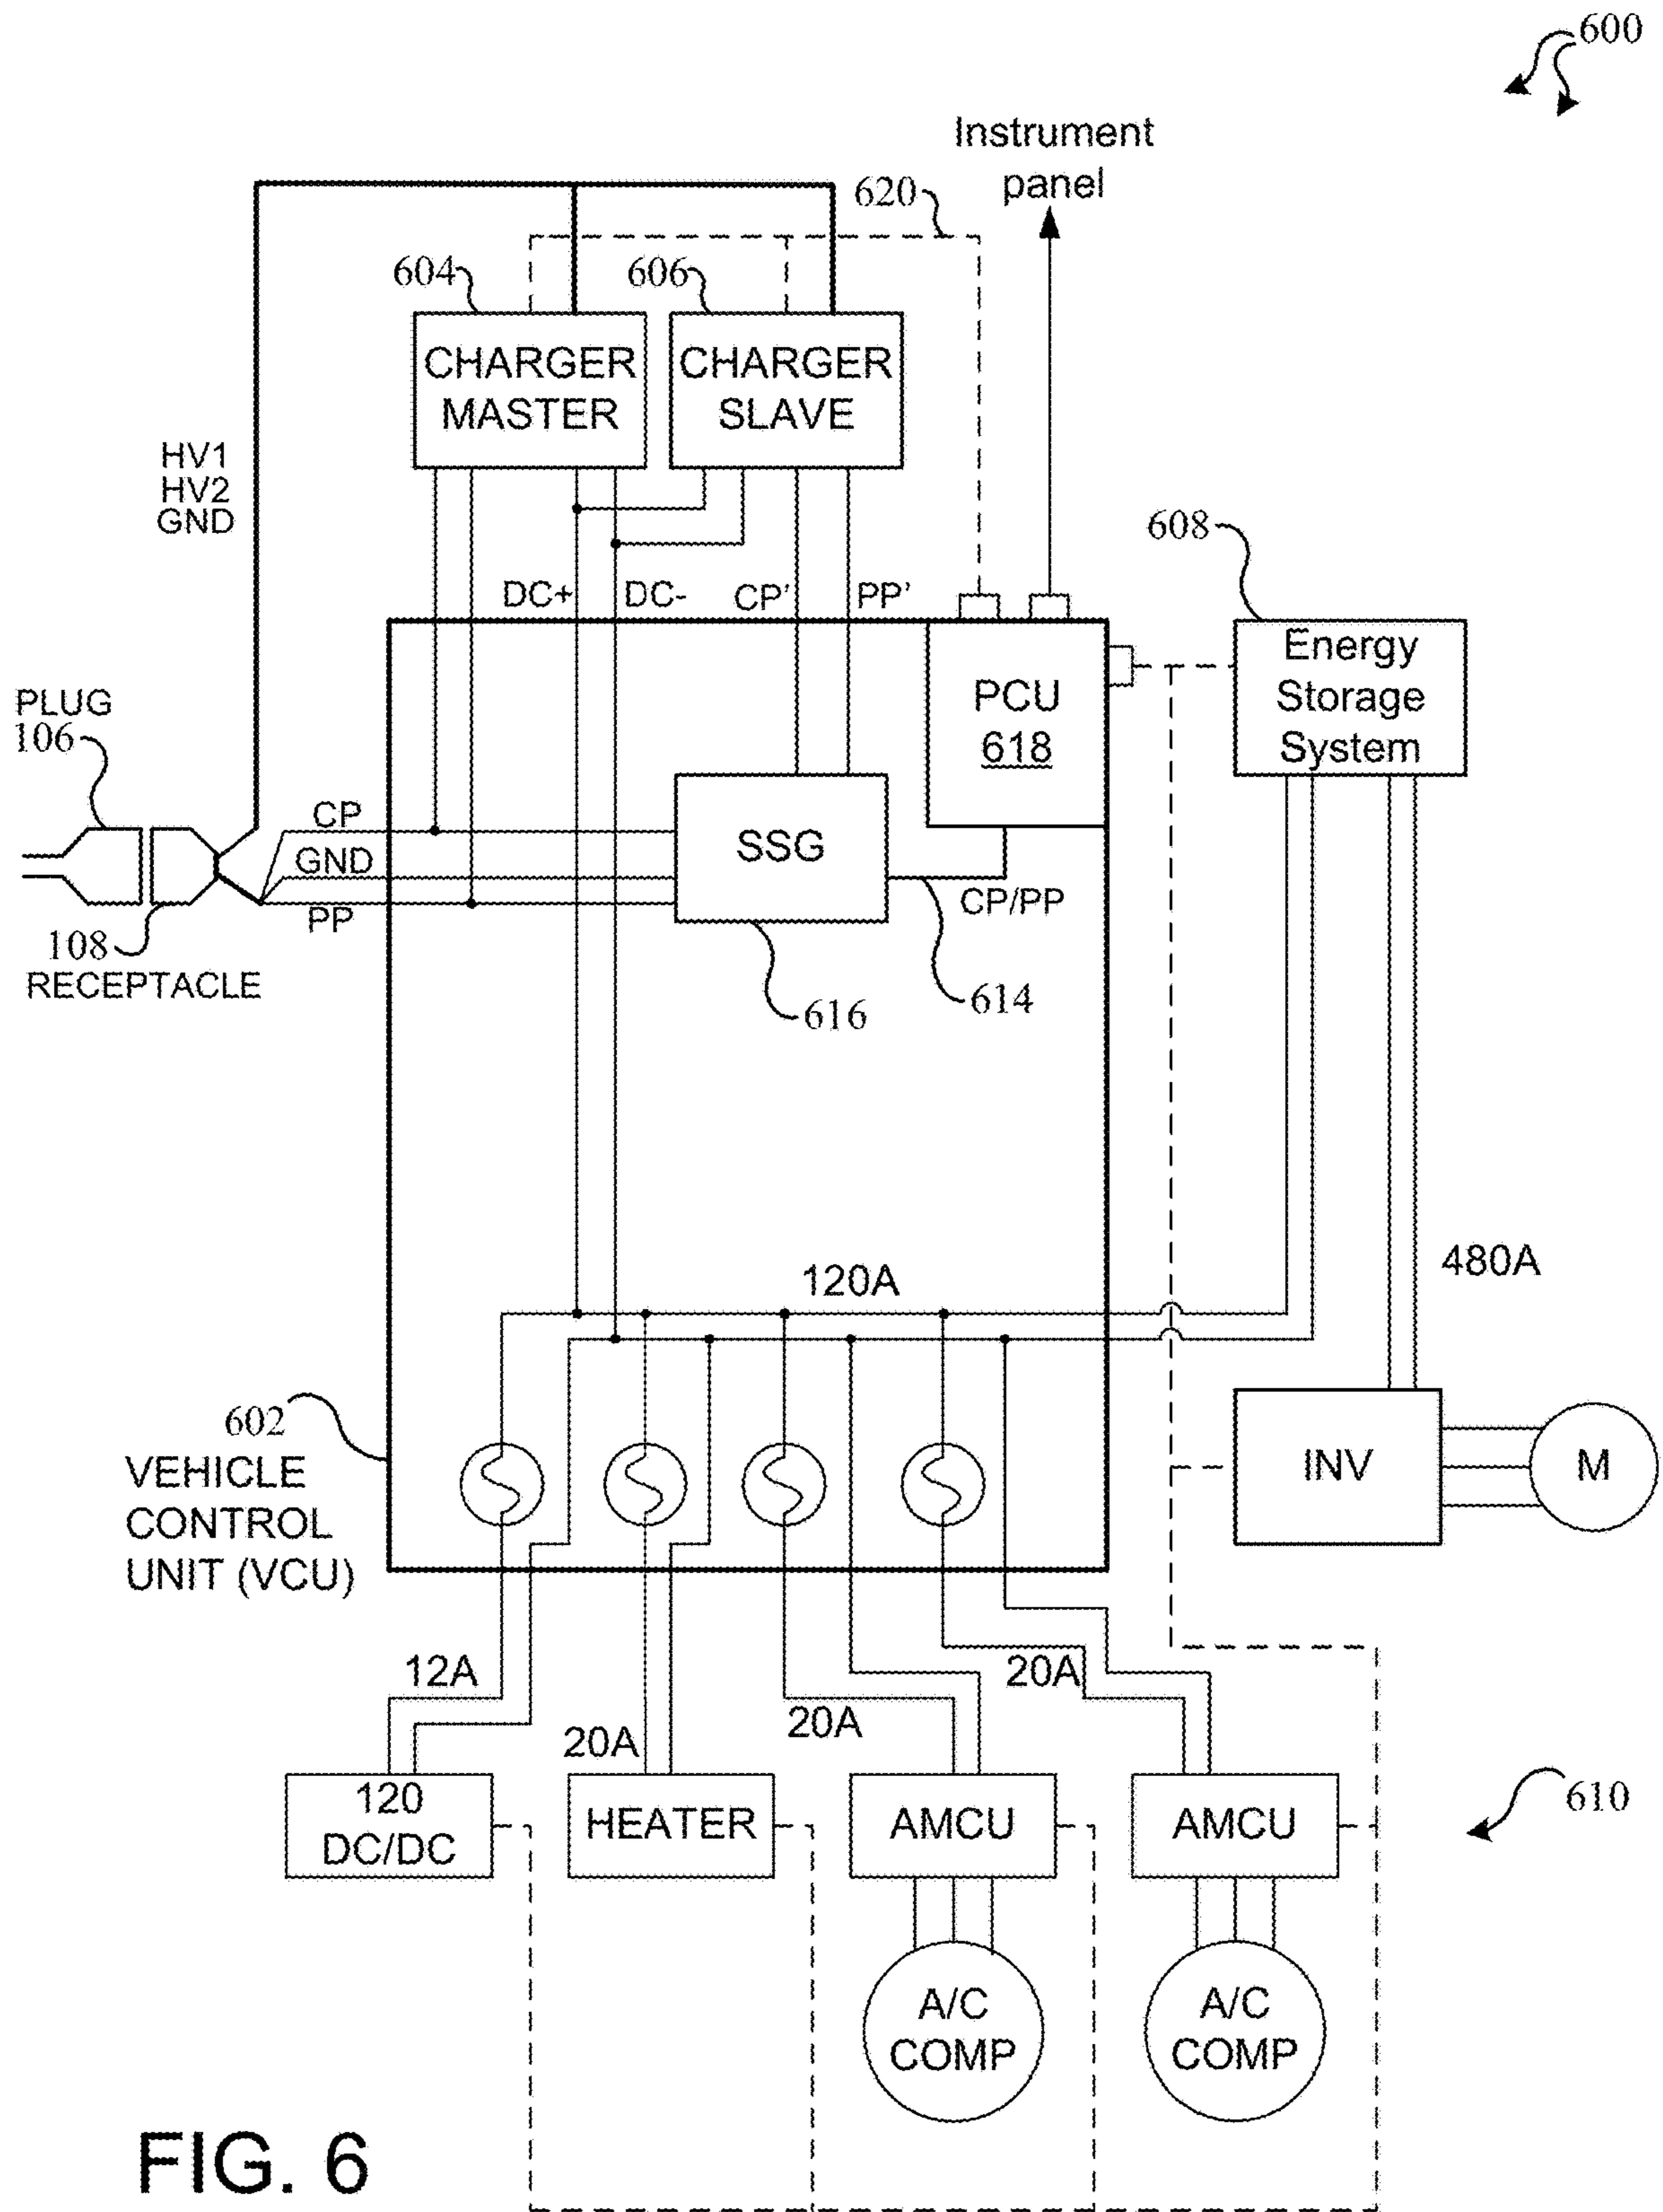 600
Instrument
panel
620
604
606
CHARGER
MASTER
CHARGER
SLAVE
HV1
HV2
GND
608
DC+
DC-
CP'
PP'
Energy
Storage
System
PCU
618
PLUG
106
CP
GND
PP
SSG
CP/PP
108
RECEPTACLE
616
614
480A
120A
602
VEHICLE
CONTROL
UNIT (VCU)
INV
M
12A
20A
20A
20A
120
DC/DC
HEATER
AMCU
AMCU
610
A/C
COMP
A/C
COMP
FIG. 6